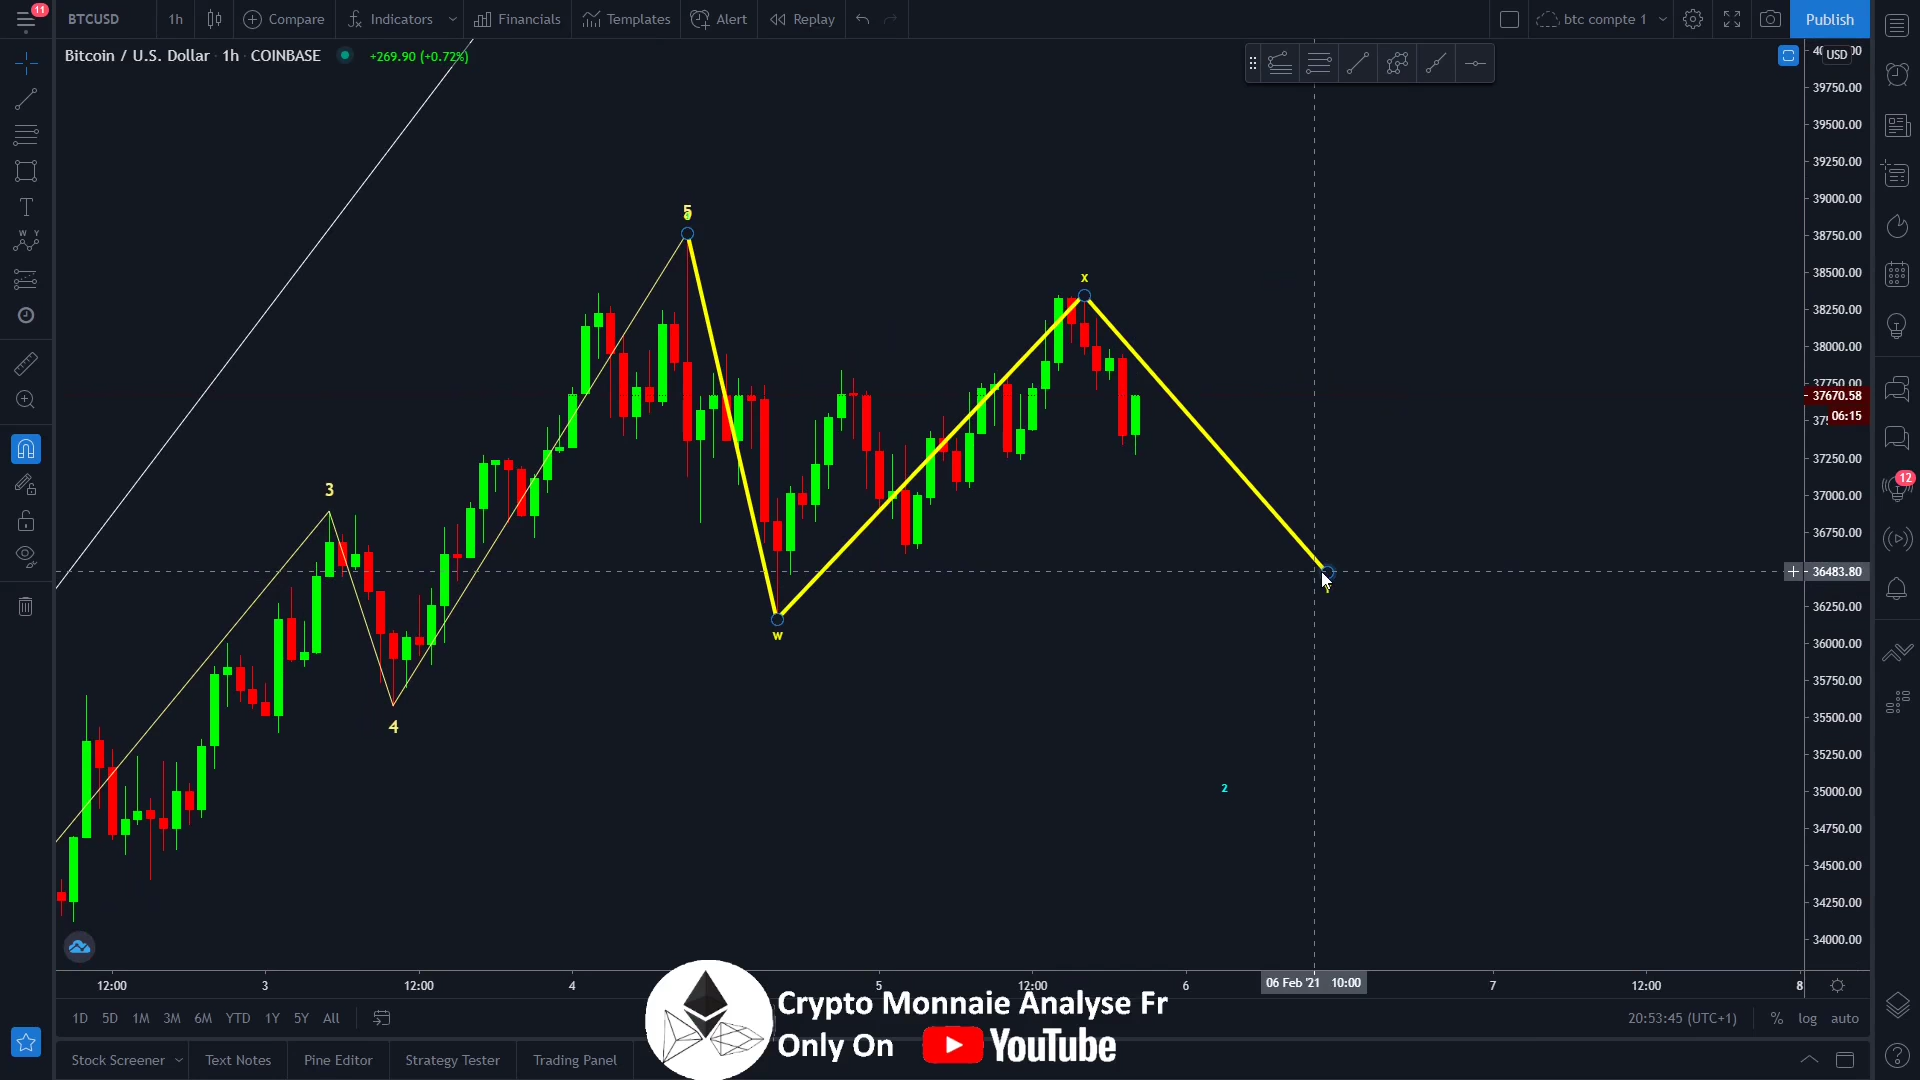 11
BTCUSD 1h Compare Indicators Financials Templates Alert Replay btc compte 1 Publish
Bitcoin / U.S. Dollar 1h COINBASE +269.90 (+0.72%)
USD
39750.00
39500.00
39250.00
39000.00
38750.00
38500.00
38250.00
38000.00
37750.00
37670.58
06:15
37250.00
37000.00
36750.00
36483.80
36250.00
36000.00
35750.00
35500.00
35250.00
35000.00
34750.00
34500.00
34250.00
34000.00
T
W Y
12
5
x
3
w
4
2
12:00 3 12:00 4 5 12:00 6 06 Feb '21 10:00 7 12:00 8
1D 5D 1M 3M 6M YTD 1Y 5Y All 20:53:45 (UTC+1) % log auto
Crypto Monnaie Analyse Fr
Only On YouTube
Stock Screener Text Notes Pine Editor Strategy Tester Trading Panel